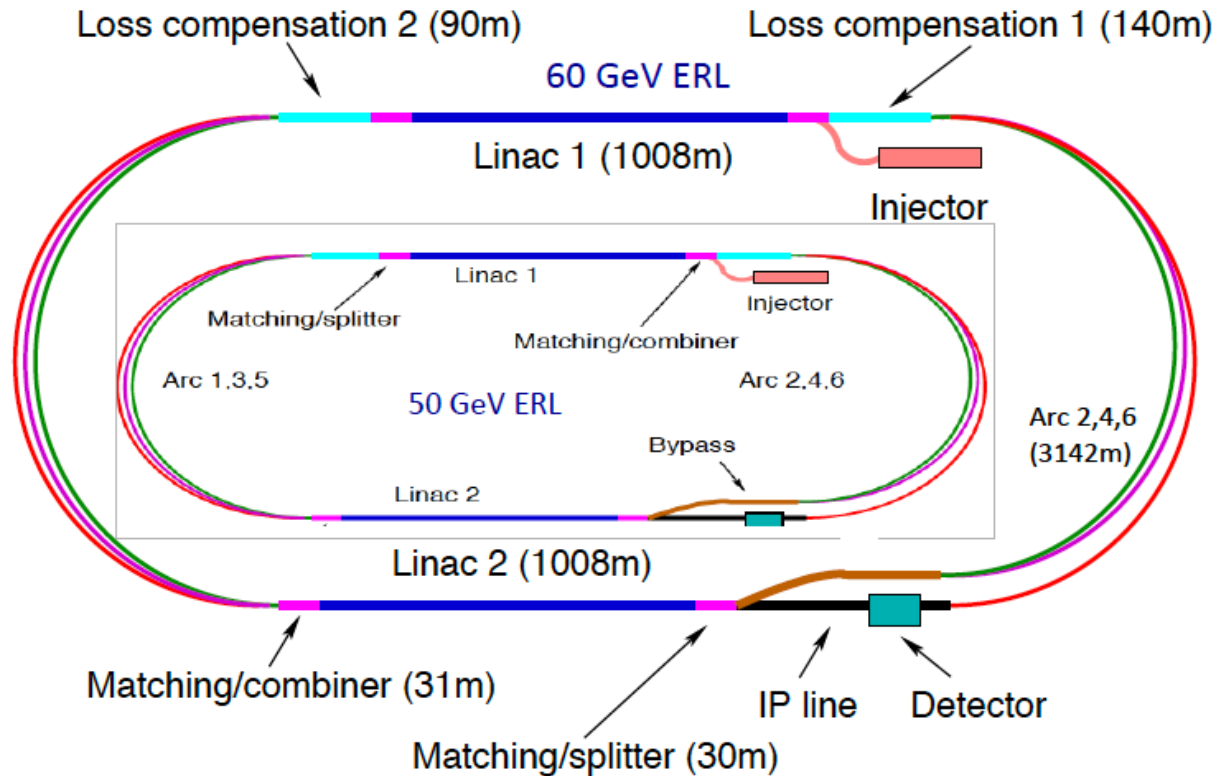 Loss compensation 2 (90m)
Loss compensation 1 (140m)
60 GeV ERL
Linac 1 (1008m)
Injector
Linac 1
Injector
Matching/splitter
Matching/combiner
Arc 1,3,5
Arc 2,4,6
50 GeV ERL
Arc 2,4,6
(3142m)
Bypass
Linac 2
Linac 2 (1008m)
Matching/combiner (31m)
IP line
Detector
Matching/splitter (30m)